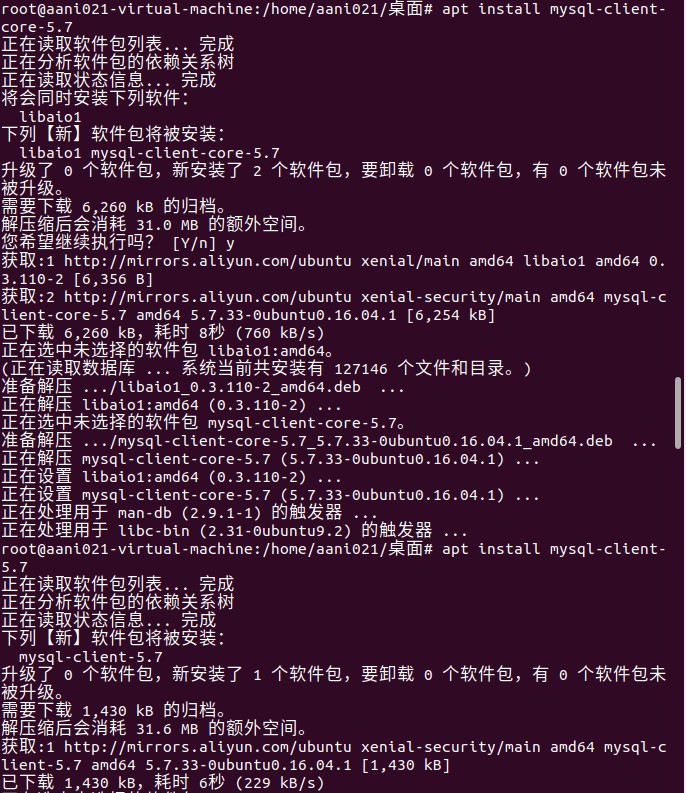 root@aani021-virtual-machine:/home/aani021/桌面# apt install mysql-client-
core-5.7
正在读取软件包列表... 完成
正在分析软件包的依赖关系树
正在读取状态信息... 完成
将会同时安装下列软件：
  libaio1
下列【新】软件包将被安装：
  libaio1 mysql-client-core-5.7
升级了 0 个软件包，新安装了 2 个软件包，要卸载 0 个软件包，有 0 个软件包未
被升级。
需要下载 6,260 kB 的归档。
解压缩后会消耗 31.0 MB 的额外空间。
您希望继续执行吗？ [Y/n] y
获取:1 http://mirrors.aliyun.com/ubuntu xenial/main amd64 libaio1 amd64 0.
3.110-2 [6,356 B]
获取:2 http://mirrors.aliyun.com/ubuntu xenial-security/main amd64 mysql-c
lient-core-5.7 amd64 5.7.33-0ubuntu0.16.04.1 [6,254 kB]
已下载 6,260 kB，耗时 8秒 (760 kB/s)
正在选中未选择的软件包 libaio1:amd64。
(正在读取数据库 ... 系统当前共安装有 127146 个文件和目录。)
准备解压 .../libaio1_0.3.110-2_amd64.deb  ...
正在解压 libaio1:amd64 (0.3.110-2) ...
正在选中未选择的软件包 mysql-client-core-5.7。
准备解压 .../mysql-client-core-5.7_5.7.33-0ubuntu0.16.04.1_amd64.deb  ...
正在解压 mysql-client-core-5.7 (5.7.33-0ubuntu0.16.04.1) ...
正在设置 libaio1:amd64 (0.3.110-2) ...
正在设置 mysql-client-core-5.7 (5.7.33-0ubuntu0.16.04.1) ...
正在处理用于 man-db (2.9.1-1) 的触发器 ...
正在处理用于 libc-bin (2.31-0ubuntu9.2) 的触发器 ...
root@aani021-virtual-machine:/home/aani021/桌面# apt install mysql-client-
5.7
正在读取软件包列表... 完成
正在分析软件包的依赖关系树
正在读取状态信息... 完成
下列【新】软件包将被安装：
  mysql-client-5.7
升级了 0 个软件包，新安装了 1 个软件包，要卸载 0 个软件包，有 0 个软件包未
被升级。
需要下载 1,430 kB 的归档。
解压缩后会消耗 31.6 MB 的额外空间。
获取:1 http://mirrors.aliyun.com/ubuntu xenial-security/main amd64 mysql-c
lient-5.7 amd64 5.7.33-0ubuntu0.16.04.1 [1,430 kB]
已下载 1,430 kB，耗时 6秒 (229 kB/s)